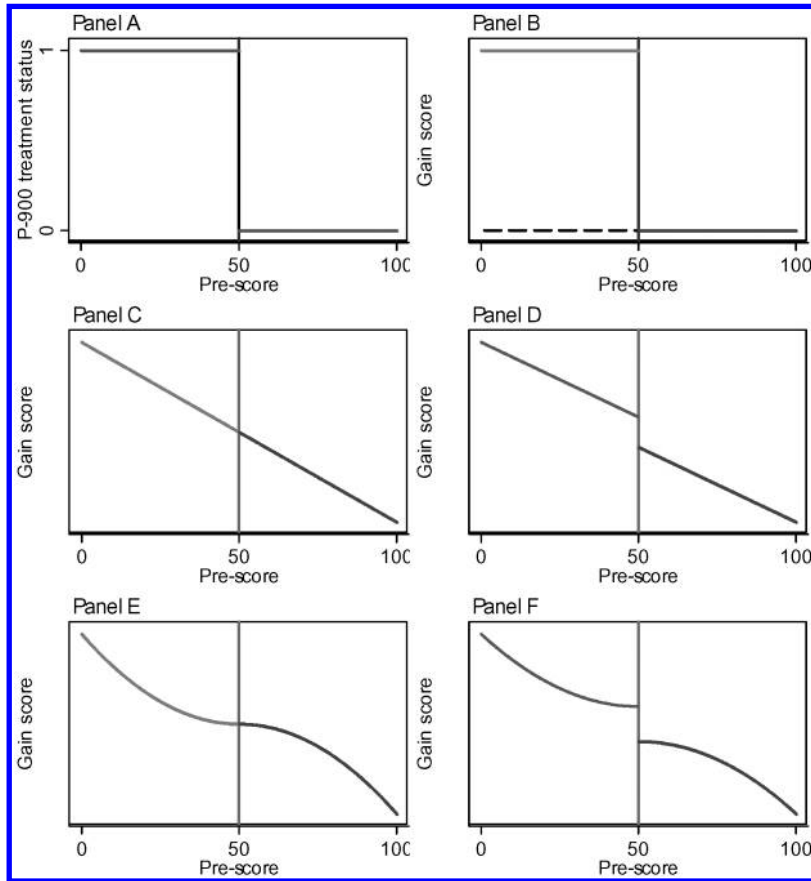 Panel A
P-900 treatment status
1
0
0 50 100
Pre-score
Panel B
Gain score
0 50 100
Pre-score
Panel C
Gain score
0 50 100
Pre-score
Panel D
Gain score
0 50 100
Pre-score
Panel E
Gain score
0 50 100
Pre-score
Panel F
Gain score
0 50 100
Pre-score